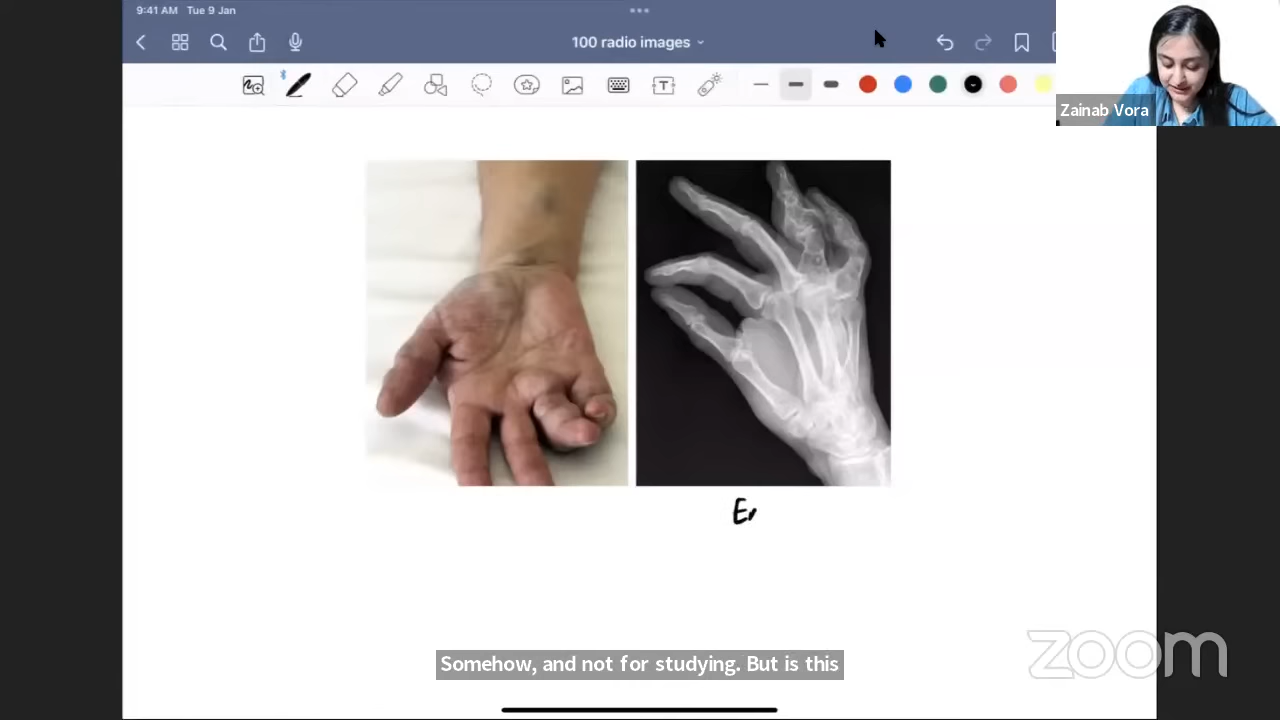 9:41 AM Tue 9 Jan
100 radio images
Zainab Vora
Er
Somehow, and not for studying. But is this
zoom